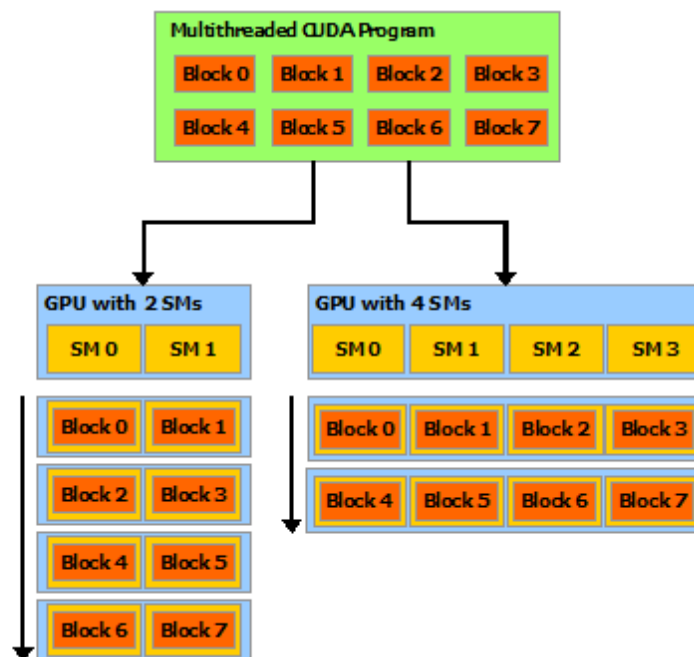 Multithreaded CUDA Program
Block 0 Block 1 Block 2 Block 3
Block 4 Block 5 Block 6 Block 7
GPU with 2 SMs
SM 0 SM 1
Block 0 Block 1
Block 2 Block 3
Block 4 Block 5
Block 6 Block 7
GPU with 4 SMs
SM 0 SM 1 SM 2 SM 3
Block 0 Block 1 Block 2 Block 3
Block 4 Block 5 Block 6 Block 7